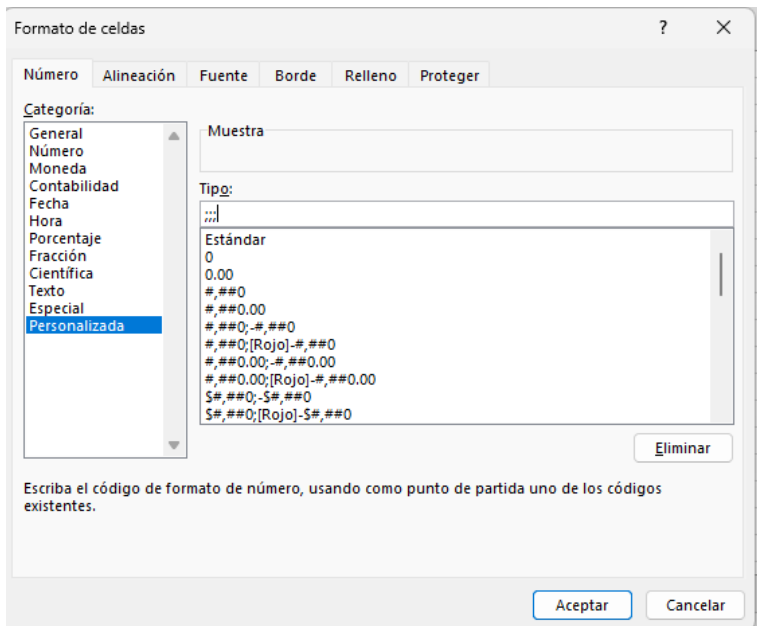 Formato de celdas ? ×
Número Alineación Fuente Borde Relleno Proteger
Categoría:
General
Número
Moneda
Contabilidad
Fecha
Hora
Porcentaje
Fracción
Científica
Texto
Especial
Personalizada
Muestra
Tipo:
;;;
Estándar
0
0.00
#,##0
#,##0.00
#,##0;-#,##0
#,##0;[Rojo]-#,##0
#,##0.00;-#,##0.00
#,##0.00;[Rojo]-#,##0.00
$#,##0;-$#,##0
$#,##0;[Rojo]-$#,##0
Eliminar
Escriba el código de formato de número, usando como punto de partida uno de los códigos
existentes.
Aceptar Cancelar